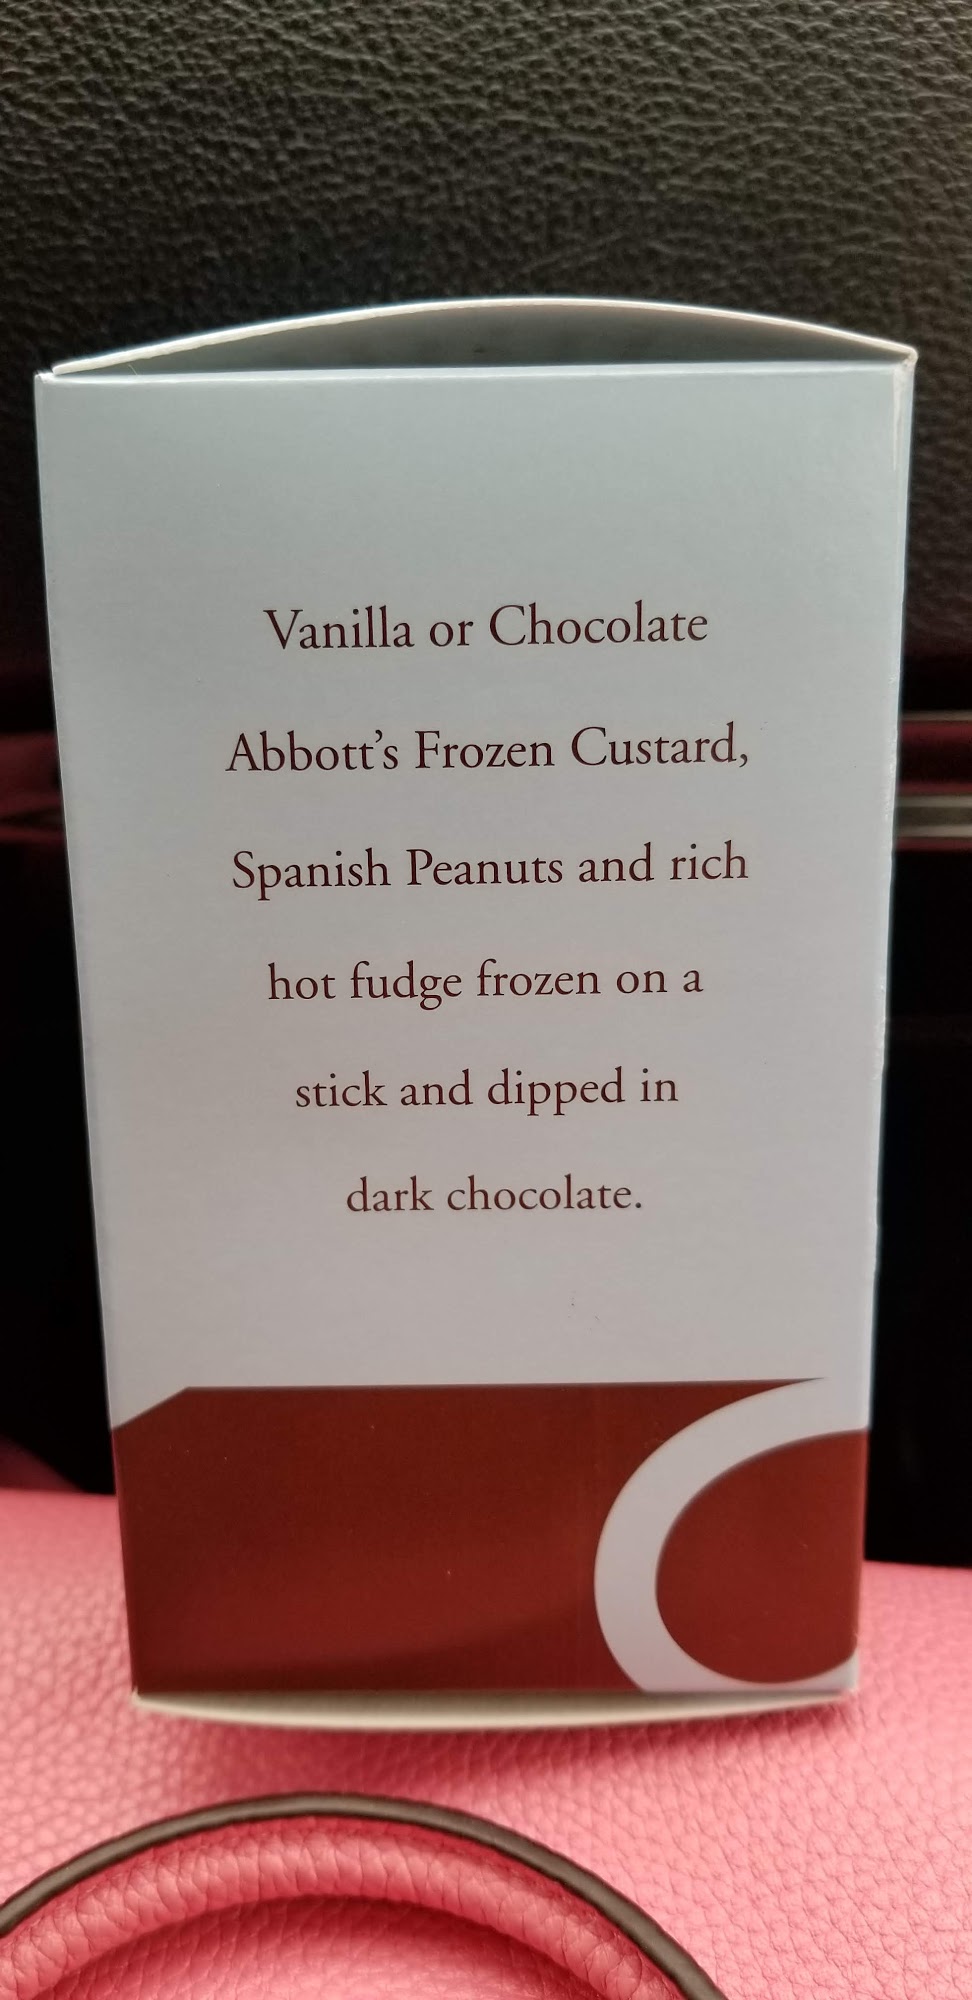 Vanilla or Chocolate
Abbott's Frozen Custard,
Spanish Peanuts and rich
hot fudge frozen on a
stick and dipped in
dark chocolate.